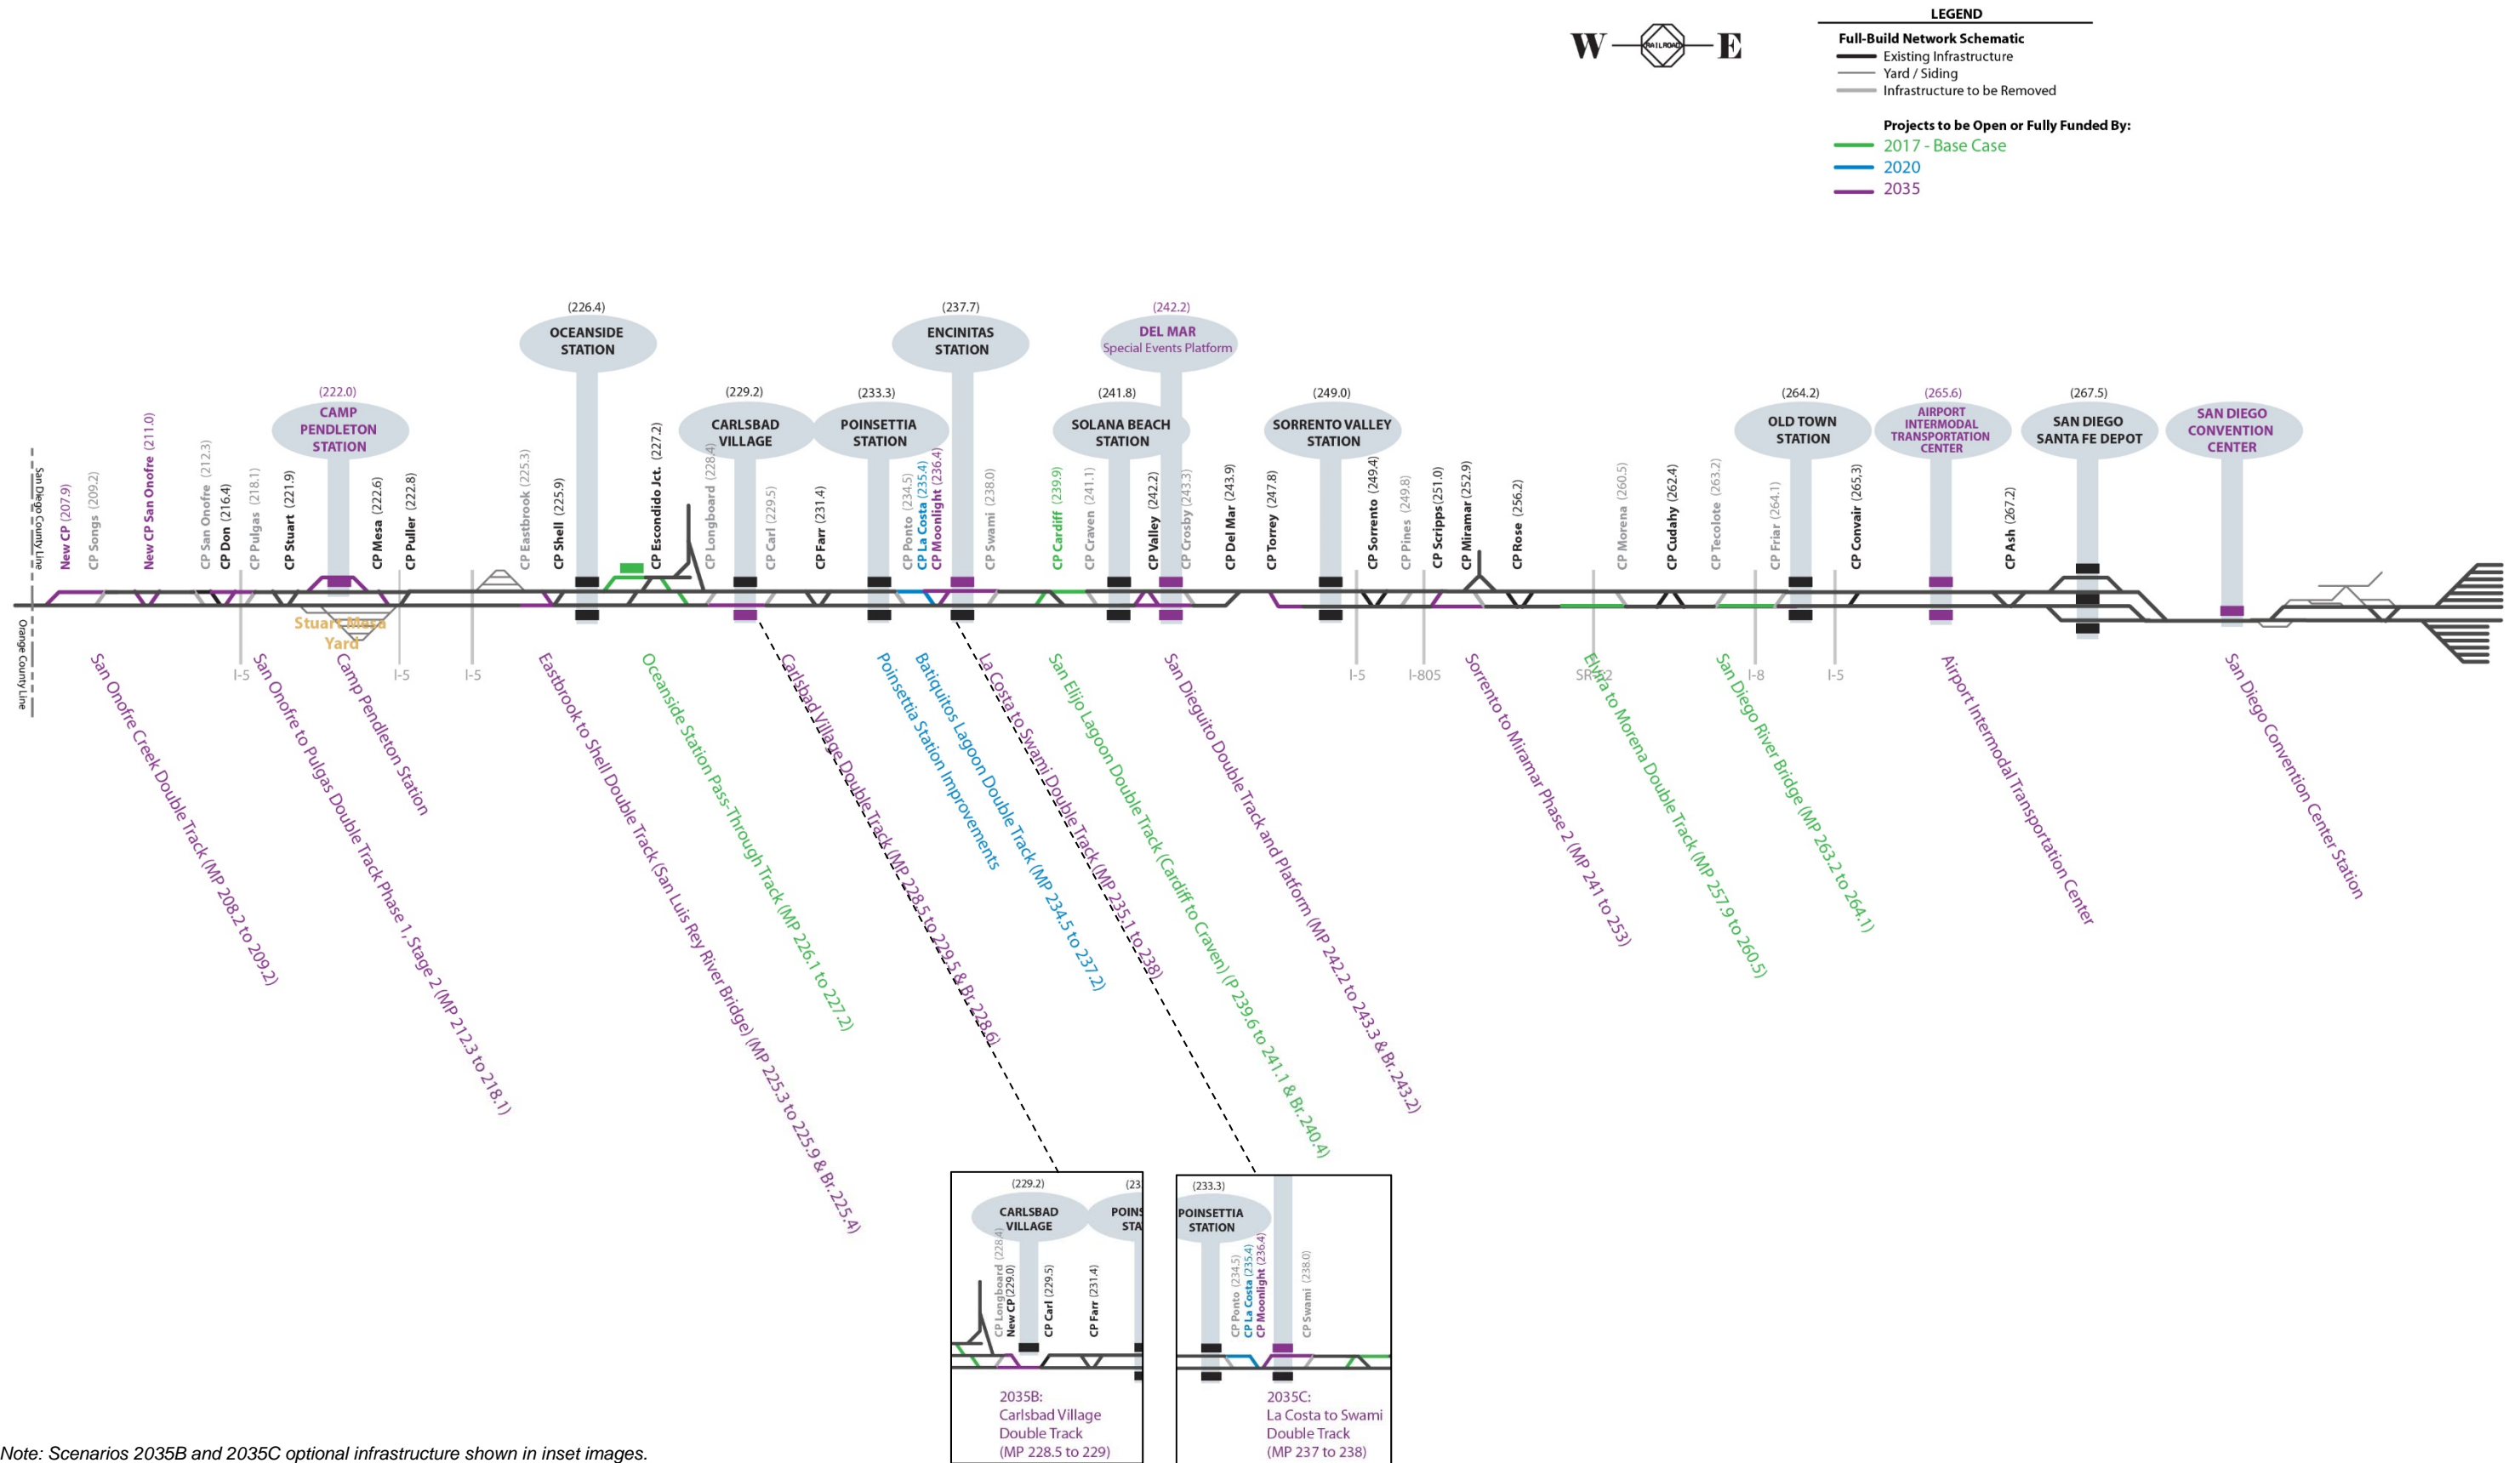 LEGEND
W RAILROAD E
Full-Build Network Schematic
Existing Infrastructure
Yard / Siding
Infrastructure to be Removed
Projects to be Open or Fully Funded By:
2017 - Base Case
2020
2035
(226.4)
OCEANSIDE
STATION
(237.7)
ENCINITAS
STATION
(242.2)
DEL MAR
Special Events Platform
(222.0)
CAMP
PENDLETON
STATION
(229.2)
CARLSBAD
VILLAGE
(233.3)
POINSETTIA
STATION
(241.8)
SOLANA BEACH
STATION
(249.0)
SORRENTO VALLEY
STATION
(264.2)
OLD TOWN
STATION
(265.6)
AIRPORT
INTERMODAL
TRANSPORTATION
CENTER
(267.5)
SAN DIEGO
SANTA FE DEPOT
SAN DIEGO
CONVENTION
CENTER
San Diego County Line
Orange County Line
New CP (207.9)
CP Songs (209.2)
New CP San Onofre (211.0)
CP San Onofre (212.3)
CP Don (216.4)
CP Pulgas (218.1)
CP Stuart (221.9)
CP Mesa (222.6)
CP Puller (222.8)
CP Eastbrook (225.3)
CP Shell (225.9)
CP Escondido Jct. (227.2)
CP Longboard (228.4)
CP Carl (229.5)
CP Farr (231.4)
CP Ponto (234.5)
CP La Costa (235.4)
CP Moonlight (236.4)
CP Swami (238.0)
CP Cardiff (239.9)
CP Craven (241.1)
CP Valley (242.2)
CP Crosby (243.3)
CP Del Mar (243.9)
CP Torrey (247.8)
CP Sorrento (249.4)
CP Pines (249.8)
CP Scripps (251.0)
CP Miramar (252.9)
CP Rose (256.2)
CP Morena (260.5)
CP Cudahy (262.4)
CP Tecolote (263.2)
CP Friar (264.1)
CP Convair (265.3)
CP Ash (267.2)
Stuart Mesa
Yard
I-5
I-5
I-5
I-5
I-805
SR-52
I-8
I-5
San Onofre Creek Double Track (MP 208.2 to 209.2)
San Onofre to Pulgas Double Track Phase 1, Stage 2 (MP 212.3 to 218.1)
Camp Pendleton Station
Eastbrook to Shell Double Track (San Luis Rey River Bridge) (MP 225.3 to 225.9 & Br. 225.4)
Oceanside Station Pass-Through Track (MP 226.1 to 227.2)
Carlsbad Village Double Track (MP 228.5 to 229.5 & Br. 228.6)
Poinsettia Station Improvements
Batiquitos Lagoon Double Track (MP 234.5 to 237.2)
La Costa to Swami Double Track (MP 235.1 to 238)
San Elijo Lagoon Double Track (Cardiff to Craven) (P 239.6 to 241.1 & Br. 240.4)
San Dieguito Double Track and Platform (MP 242.2 to 243.3 & Br. 243.2)
Sorrento to Miramar Phase 2 (MP 241 to 253)
Elvira to Morena Double Track (MP 257.9 to 260.5)
San Diego River Bridge (MP 263.2 to 264.1)
Airport Intermodal Transportation Center
San Diego Convention Center Station
(229.2)
CARLSBAD
VILLAGE
(23
POINS
STA
CP Longboard (228.4)
New CP (229.0)
CP Carl (229.5)
CP Farr (231.4)
2035B:
Carlsbad Village
Double Track
(MP 228.5 to 229)
(233.3)
POINSETTIA
STATION
CP Ponto (234.5)
CP La Costa (235.4)
CP Moonlight (236.4)
CP Swami (238.0)
2035C:
La Costa to Swami
Double Track
(MP 237 to 238)
Note: Scenarios 2035B and 2035C optional infrastructure shown in inset images.